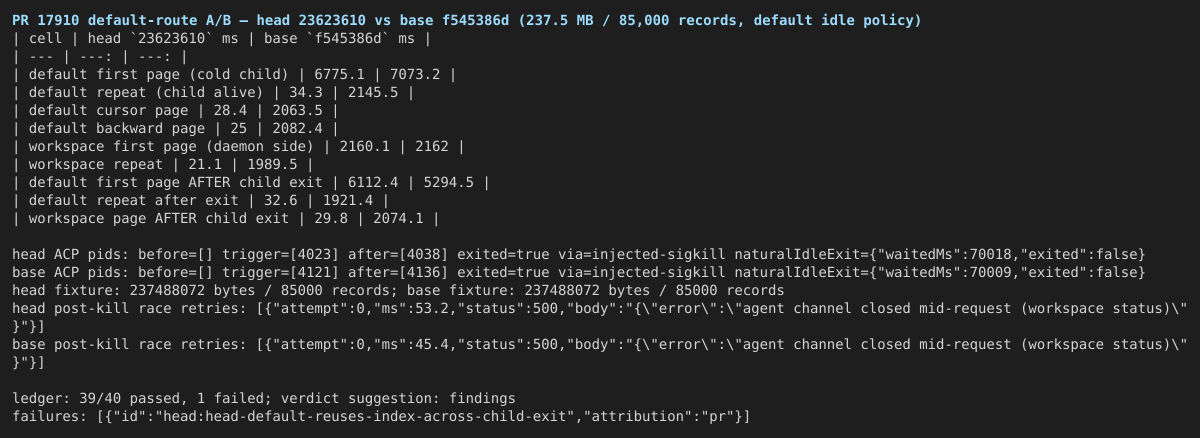 PR 17910 default-route A/B — head 23623610 vs base f545386d (237.5 MB / 85,000 records, default idle policy)
| cell | head `23623610` ms | base `f545386d` ms |
| --- | ---: | ---: |
| default first page (cold child) | 6775.1 | 7073.2 |
| default repeat (child alive) | 34.3 | 2145.5 |
| default cursor page | 28.4 | 2063.5 |
| default backward page | 25 | 2082.4 |
| workspace first page (daemon side) | 2160.1 | 2162 |
| workspace repeat | 21.1 | 1989.5 |
| default first page AFTER child exit | 6112.4 | 5294.5 |
| default repeat after exit | 32.6 | 1921.4 |
| workspace page AFTER child exit | 29.8 | 2074.1 |
head ACP pids: before=[] trigger=[4023] after=[4038] exited=true via=injected-sigkill naturalIdleExit={"waitedMs":70018,"exited":false}
base ACP pids: before=[] trigger=[4121] after=[4136] exited=true via=injected-sigkill naturalIdleExit={"waitedMs":70009,"exited":false}
head fixture: 237488072 bytes / 85000 records; base fixture: 237488072 bytes / 85000 records
head post-kill race retries: [{"attempt":0,"ms":53.2,"status":500,"body":"{\"error\":\"agent channel closed mid-request (workspace status)\"
}"}]
base post-kill race retries: [{"attempt":0,"ms":45.4,"status":500,"body":"{\"error\":\"agent channel closed mid-request (workspace status)\"
}"}]
ledger: 39/40 passed, 1 failed; verdict suggestion: findings
failures: [{"id":"head:head-default-reuses-index-across-child-exit","attribution":"pr"}]